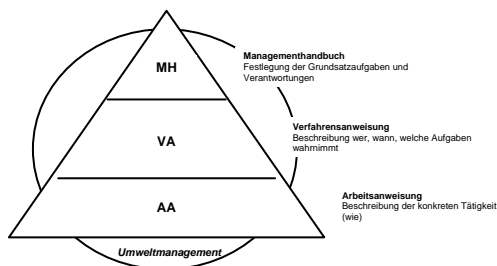 MH
Managementhandbuch
Festlegung der Grundsatzaufgaben und
Verantwortungen
VA
Verfahrensanweisung
Beschreibung wer, wann, welche Aufgaben
wahrnimmt
AA
Arbeitsanweisung
Beschreibung der konkreten Tätigkeit
(wie)
Umweltmanagement